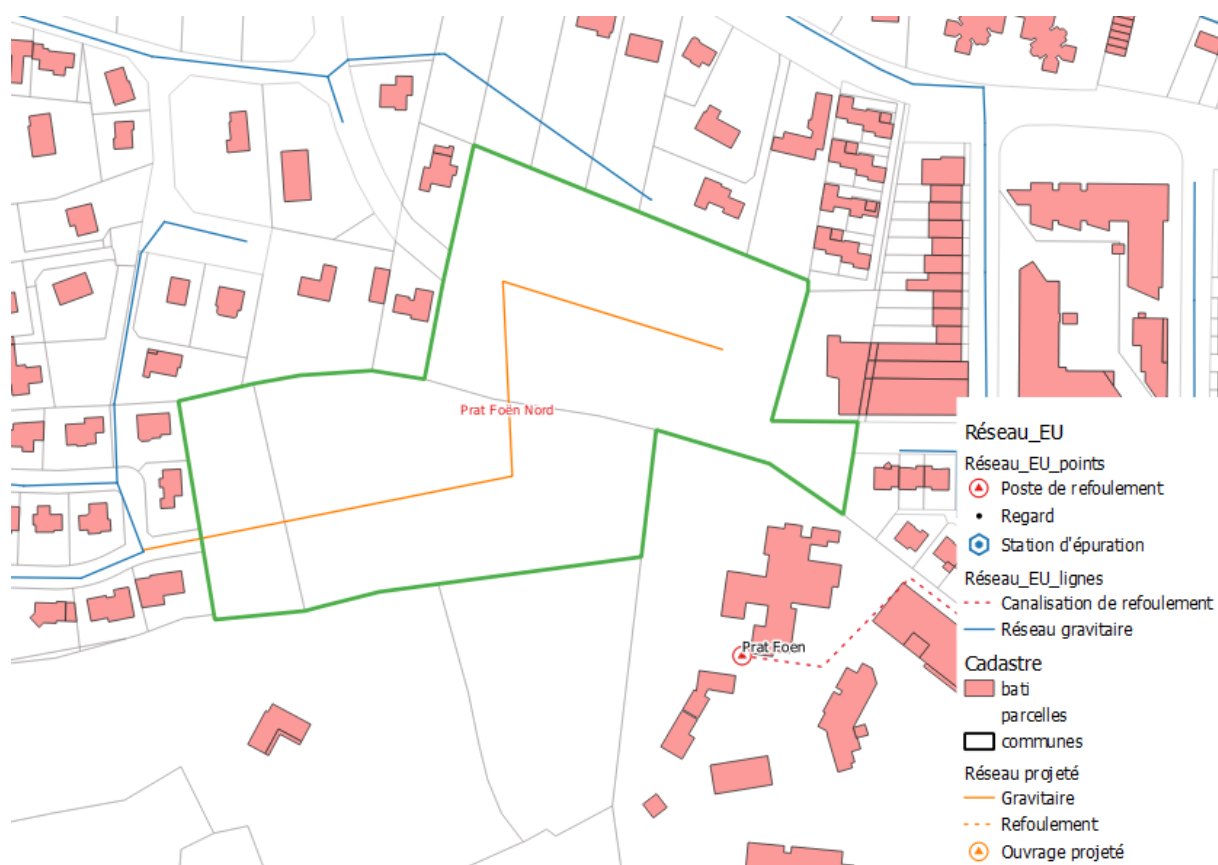 Prat Foën Nord
Prat Foen
Réseau_EU
Réseau_EU_points
Poste de refoulement
Regard
Station d'épuration
Réseau_EU_lignes
Canalisation de refoulement
Réseau gravitaire
Cadastre
bati
parcelles
communes
Réseau projeté
Gravitaire
Refoulement
Ouvrage projeté